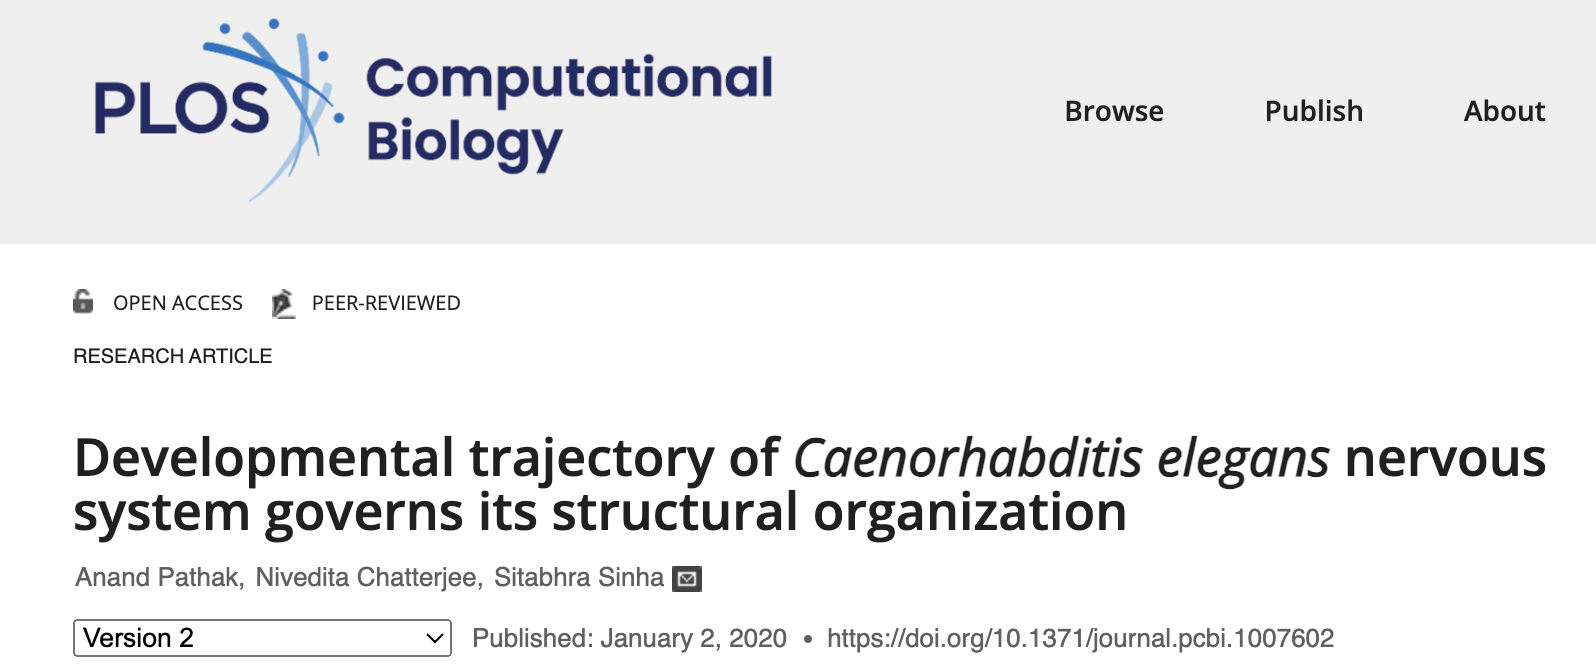 PLOS Computational
Biology
Browse Publish About
OPEN ACCESS PEER-REVIEWED
RESEARCH ARTICLE
Developmental trajectory of Caenorhabditis elegans nervous
system governs its structural organization
Anand Pathak, Nivedita Chatterjee, Sitabhra Sinha
Version 2 Published: January 2, 2020 • https://doi.org/10.1371/journal.pcbi.1007602